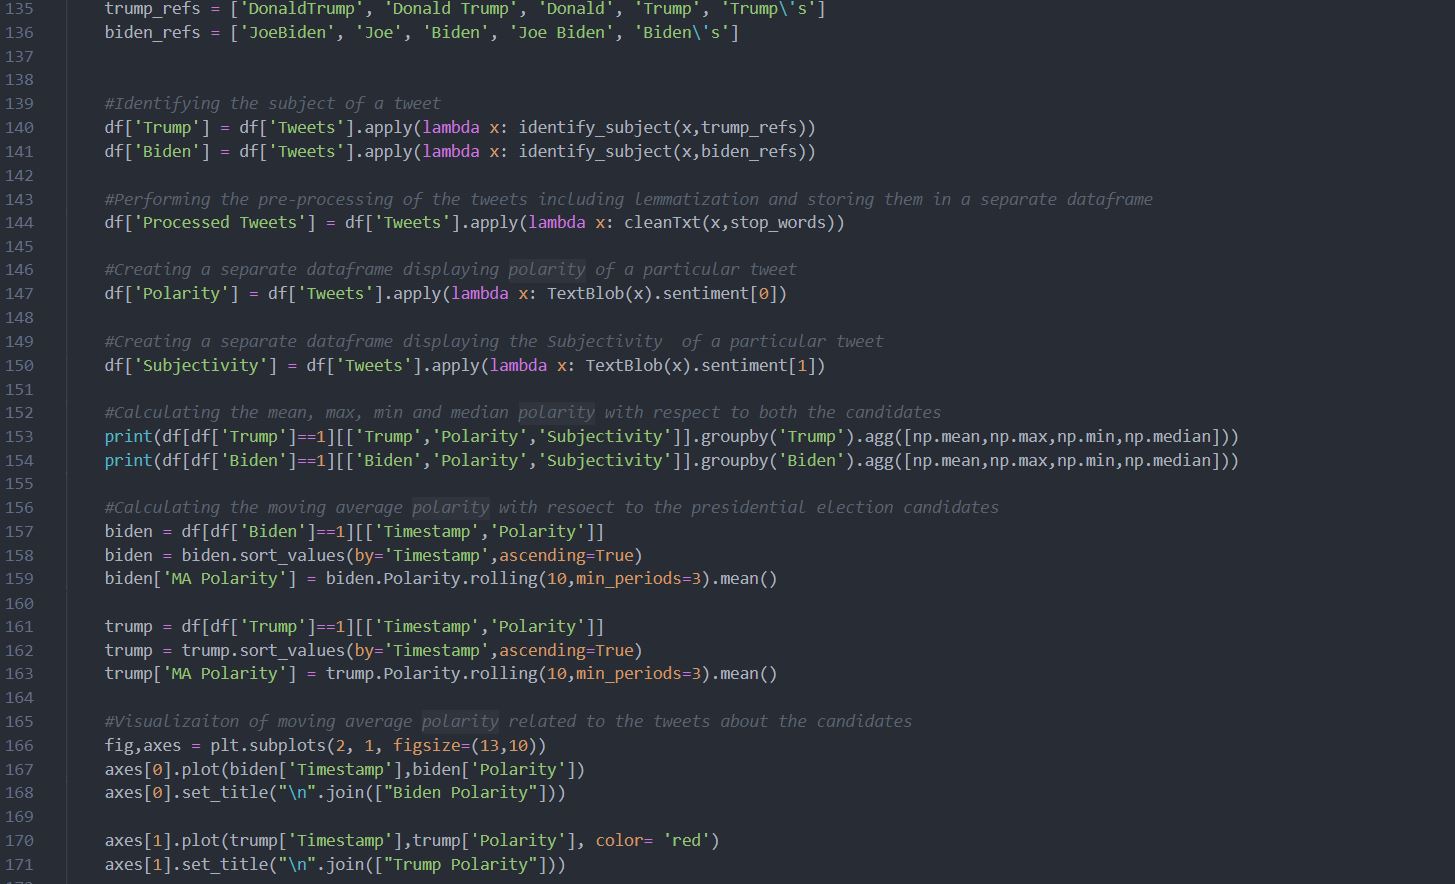 135 trump_refs = ['DonaldTrump', 'Donald Trump', 'Donald', 'Trump', 'Trump\'s']
136 biden_refs = ['JoeBiden', 'Joe', 'Biden', 'Joe Biden', 'Biden\'s']
137
138
139 #Identifying the subject of a tweet
140 df['Trump'] = df['Tweets'].apply(lambda x: identify_subject(x,trump_refs))
141 df['Biden'] = df['Tweets'].apply(lambda x: identify_subject(x,biden_refs))
142
143 #Performing the pre-processing of the tweets including lemmatization and storing them in a separate dataframe
144 df['Processed Tweets'] = df['Tweets'].apply(lambda x: cleanTxt(x,stop_words))
145
146 #Creating a separate dataframe displaying polarity of a particular tweet
147 df['Polarity'] = df['Tweets'].apply(lambda x: TextBlob(x).sentiment[0])
148
149 #Creating a separate dataframe displaying the Subjectivity  of a particular tweet
150 df['Subjectivity'] = df['Tweets'].apply(lambda x: TextBlob(x).sentiment[1])
151
152 #Calculating the mean, max, min and median polarity with respect to both the candidates
153 print(df[df['Trump']==1][['Trump','Polarity','Subjectivity']].groupby('Trump').agg([np.mean,np.max,np.min,np.median]))
154 print(df[df['Biden']==1][['Biden','Polarity','Subjectivity']].groupby('Biden').agg([np.mean,np.max,np.min,np.median]))
155
156 #Calculating the moving average polarity with resoect to the presidential election candidates
157 biden = df[df['Biden']==1][['Timestamp','Polarity']]
158 biden = biden.sort_values(by='Timestamp',ascending=True)
159 biden['MA Polarity'] = biden.Polarity.rolling(10,min_periods=3).mean()
160
161 trump = df[df['Trump']==1][['Timestamp','Polarity']]
162 trump = trump.sort_values(by='Timestamp',ascending=True)
163 trump['MA Polarity'] = trump.Polarity.rolling(10,min_periods=3).mean()
164
165 #Visualizaiton of moving average polarity related to the tweets about the candidates
166 fig,axes = plt.subplots(2, 1, figsize=(13,10))
167 axes[0].plot(biden['Timestamp'],biden['Polarity'])
168 axes[0].set_title("\n".join(["Biden Polarity"]))
169
170 axes[1].plot(trump['Timestamp'],trump['Polarity'], color= 'red')
171 axes[1].set_title("\n".join(["Trump Polarity"]))